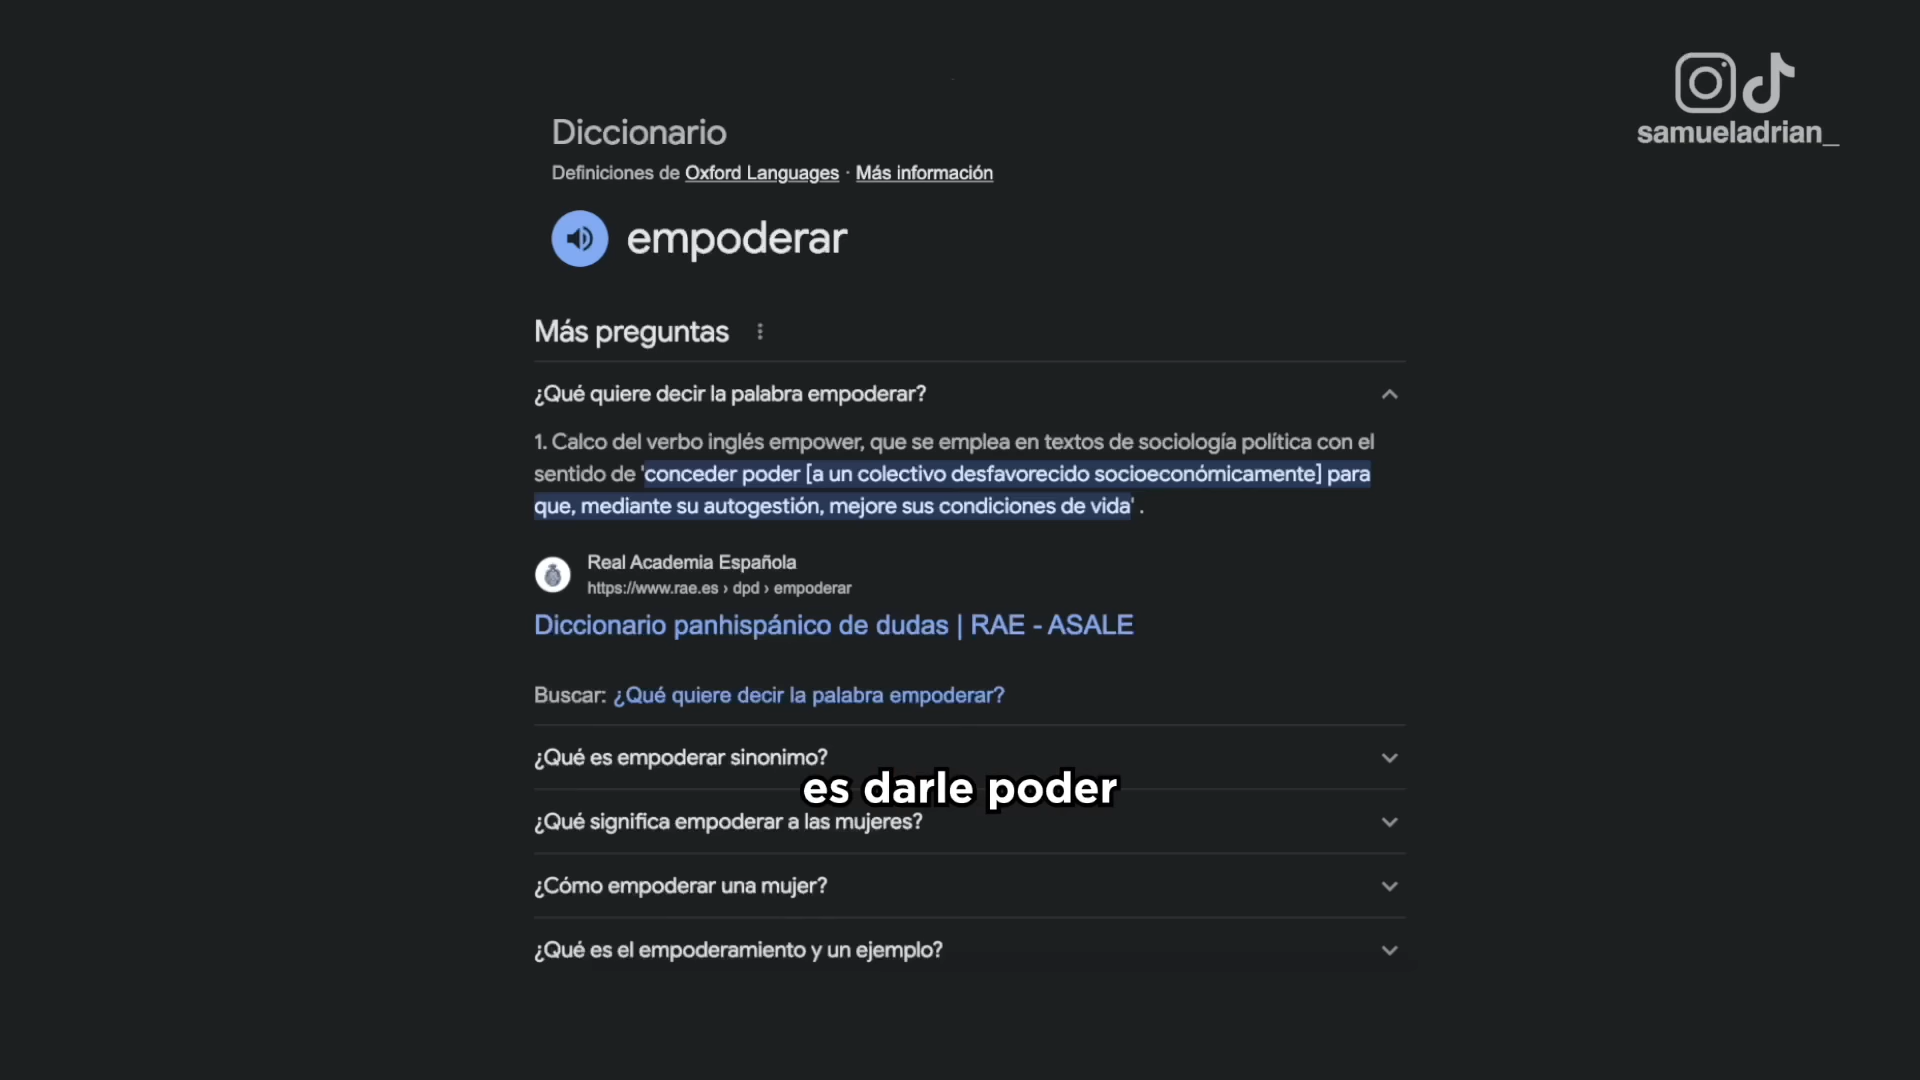 samueladrian_
Diccionario
Definiciones de Oxford Languages · Más información
empoderar
Más preguntas
¿Qué quiere decir la palabra empoderar?
1. Calco del verbo inglés empower, que se emplea en textos de sociología política con el
sentido de 'conceder poder [a un colectivo desfavorecido socioeconómicamente] para
que, mediante su autogestión, mejore sus condiciones de vida' .
Real Academia Española
https://www.rae.es › dpd › empoderar
Diccionario panhispánico de dudas | RAE - ASALE
Buscar: ¿Qué quiere decir la palabra empoderar?
¿Qué es empoderar sinonimo?
es darle poder
¿Qué significa empoderar a las mujeres?
¿Cómo empoderar una mujer?
¿Qué es el empoderamiento y un ejemplo?